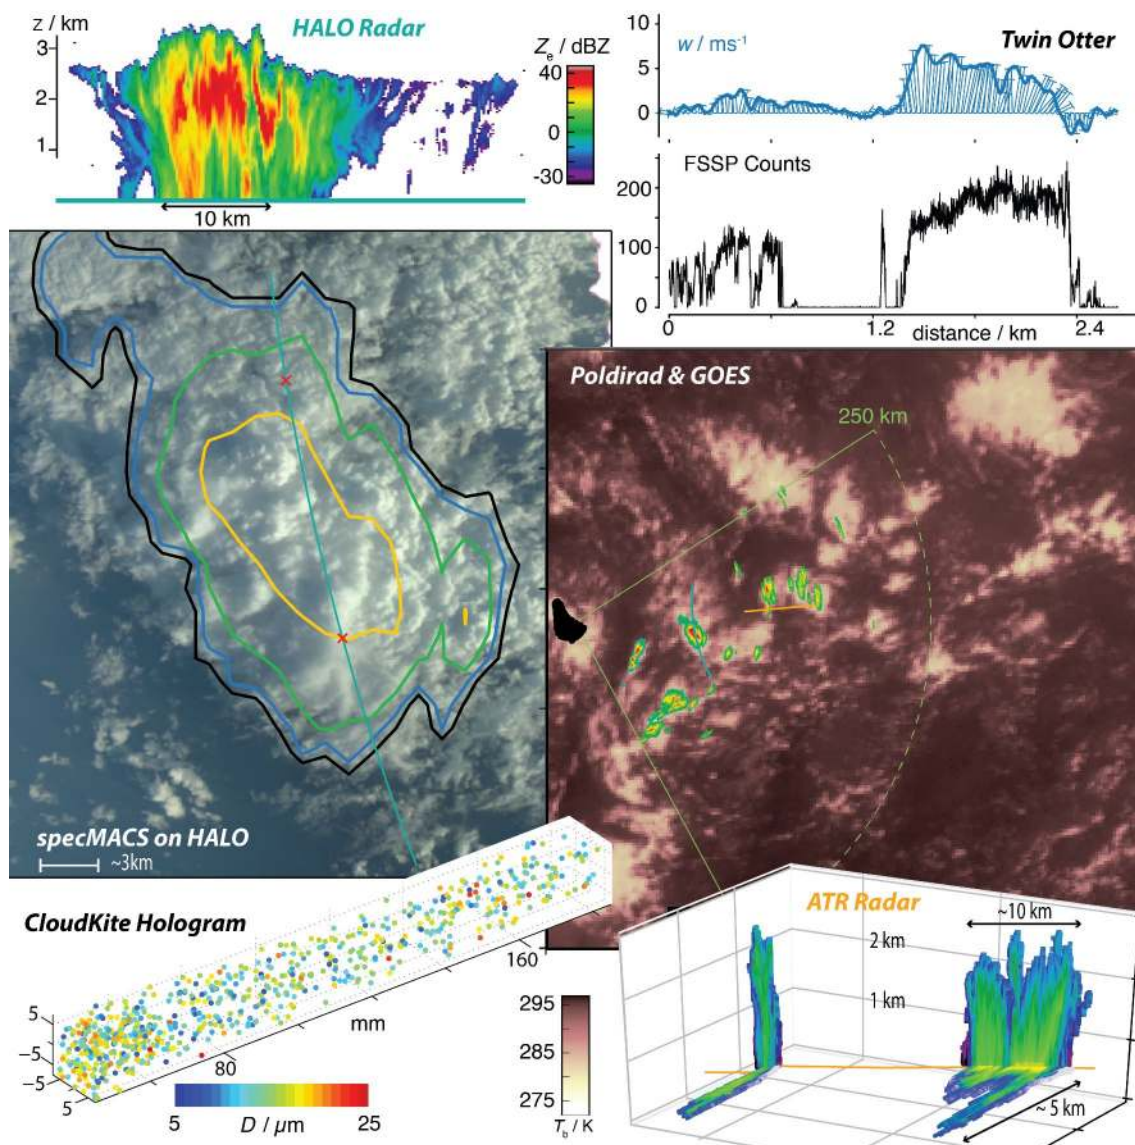 z / km
HALO Radar
3
2
1
10 km
Zₑ / dBZ
40
0
-30
w / ms⁻¹
Twin Otter
10
5
0
FSSP Counts
200
100
0
0
1.2
distance / km
2.4
Poldirad & GOES
250 km
specMACS on HALO
~3km
CloudKite Hologram
160
mm
80
5
−5
−5
5
5
D / µm
25
295
285
275
T_b / K
ATR Radar
~10 km
2 km
1 km
~ 5 km